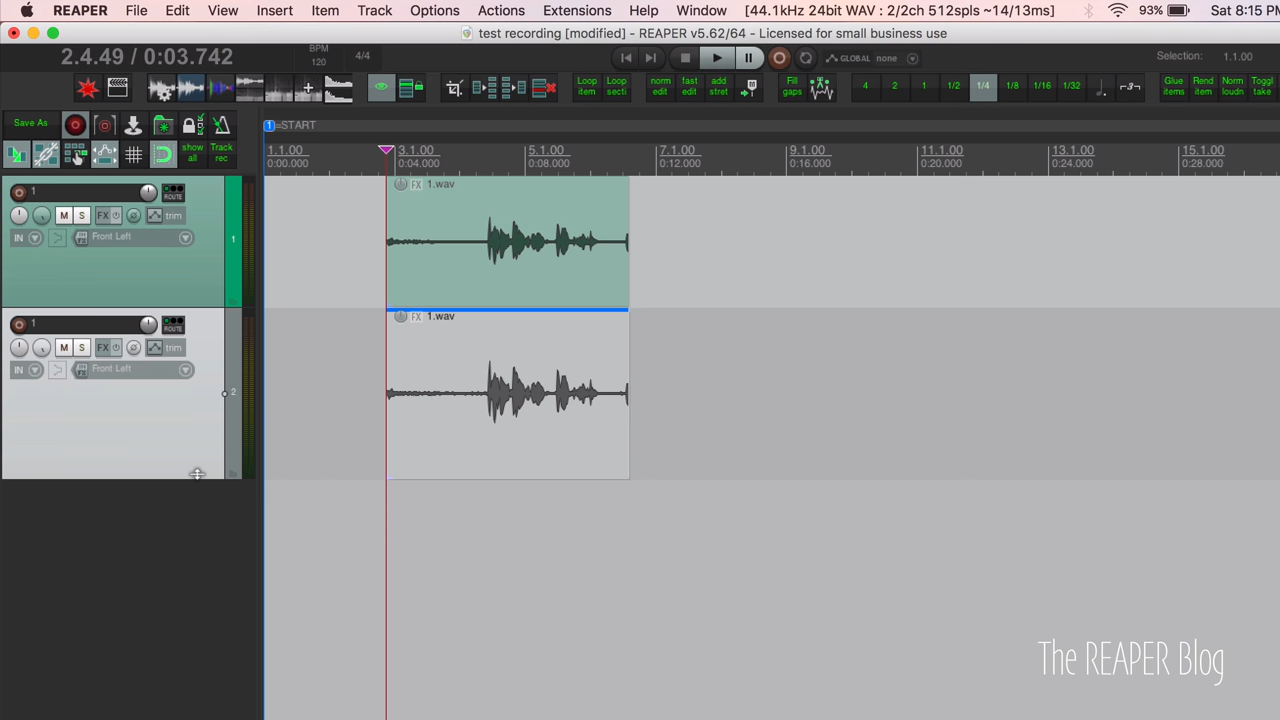 REAPER File Edit View Insert Item Track Options Actions Extensions Help Window [44.1kHz 24bit WAV : 2/2ch 512spls ~14/13ms] 93% Sat 8:15 PM
test recording [modified] - REAPER v5.62/64 - Licensed for small business use
2.4.49 / 0:03.742
BPM
120
4/4
GLOBAL none
Selection: 1.1.00
Loop item
Loop secti
norm edit
fast edit
add stret
Fill gaps
4 2 1 1/2 1/4 1/8 1/16 1/32 3
Glue items
Rend item
Norm loudn
Toggl take
Save As
show all
Track rec
1 =START
1.1.00 3.1.00 5.1.00 7.1.00 9.1.00 11.1.00 13.1.00 15.1.00
0:00.000 0:04.000 0:08.000 0:12.000 0:16.000 0:20.000 0:24.000 0:28.000
1 ROUTE
M S FX trim
IN Front Left
1
FX 1.wav
1 ROUTE
M S FX trim
IN Front Left
2
FX 1.wav
The REAPER Blog